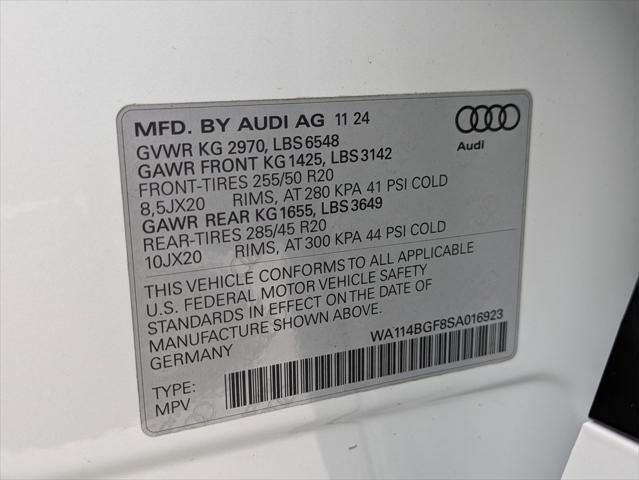 MFD. BY AUDI AG 11 24
GVWR KG 2970, LBS 6548
GAWR FRONT KG 1425, LBS 3142
FRONT-TIRES 255/50 R20
8,5JX20 RIMS, AT 280 KPA 41 PSI COLD
GAWR REAR KG 1655, LBS 3649
REAR-TIRES 285/45 R20
10JX20 RIMS, AT 300 KPA 44 PSI COLD
Audi
THIS VEHICLE CONFORMS TO ALL APPLICABLE
U.S. FEDERAL MOTOR VEHICLE SAFETY
STANDARDS IN EFFECT ON THE DATE OF
MANUFACTURE SHOWN ABOVE.
GERMANY
WA114BGF8SA016923
TYPE:
MPV